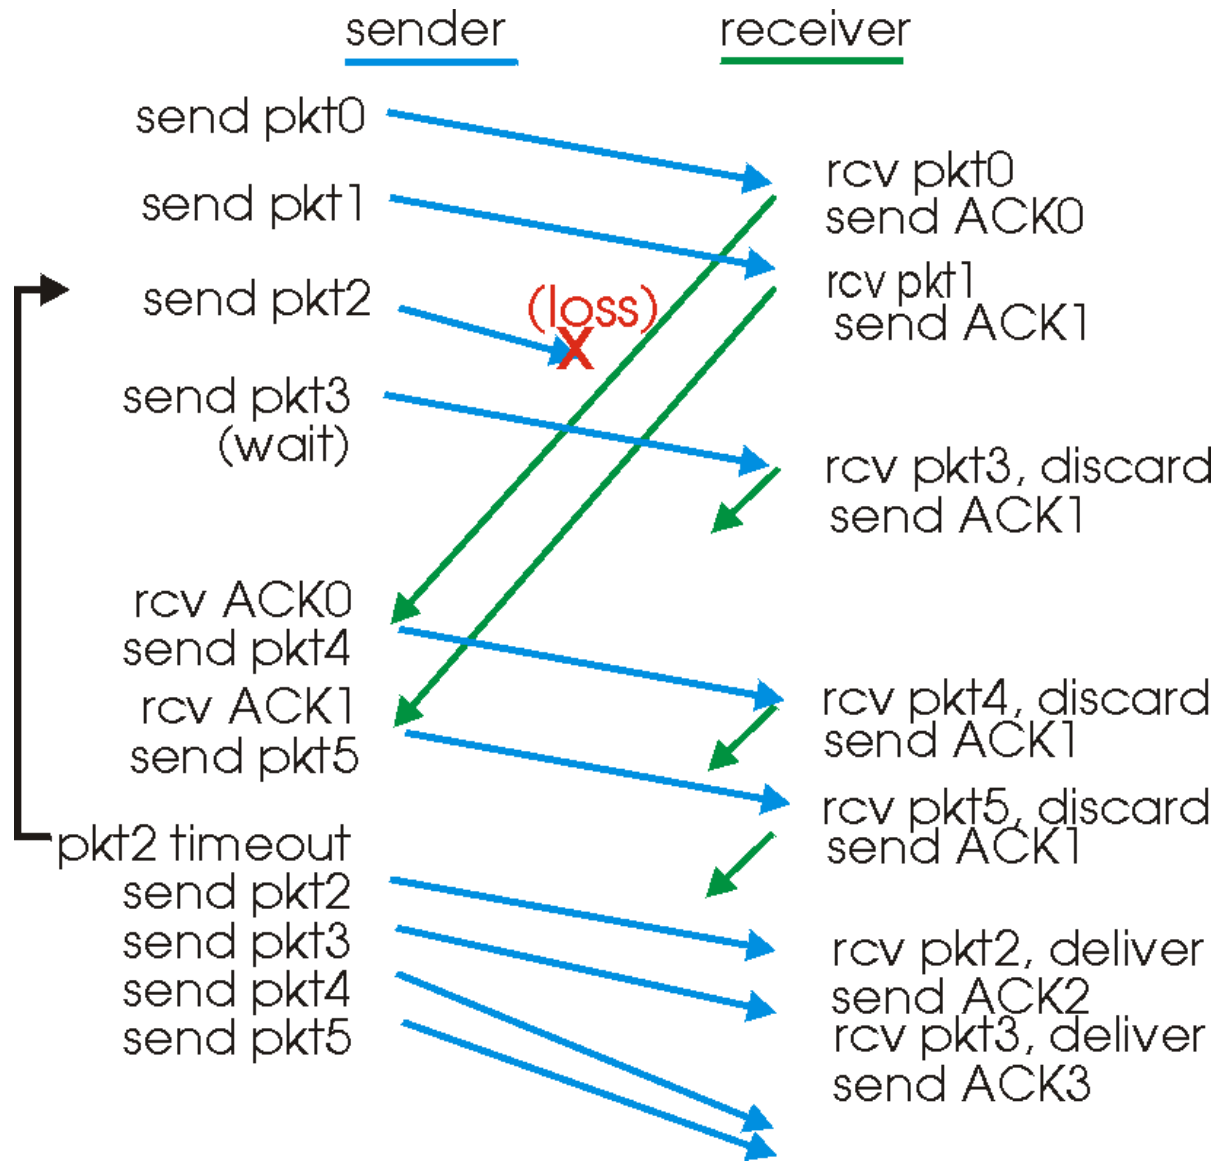 sender
receiver
send pkt0
rcv pkt0
send ACK0
send pkt1
rcv pkt1
send ACK1
send pkt2
(loss)
X
send pkt3
(wait)
rcv pkt3, discard
send ACK1
rcv ACK0
send pkt4
rcv ACK1
send pkt5
rcv pkt4, discard
send ACK1
rcv pkt5, discard
send ACK1
pkt2 timeout
send pkt2
send pkt3
send pkt4
send pkt5
rcv pkt2, deliver
send ACK2
rcv pkt3, deliver
send ACK3